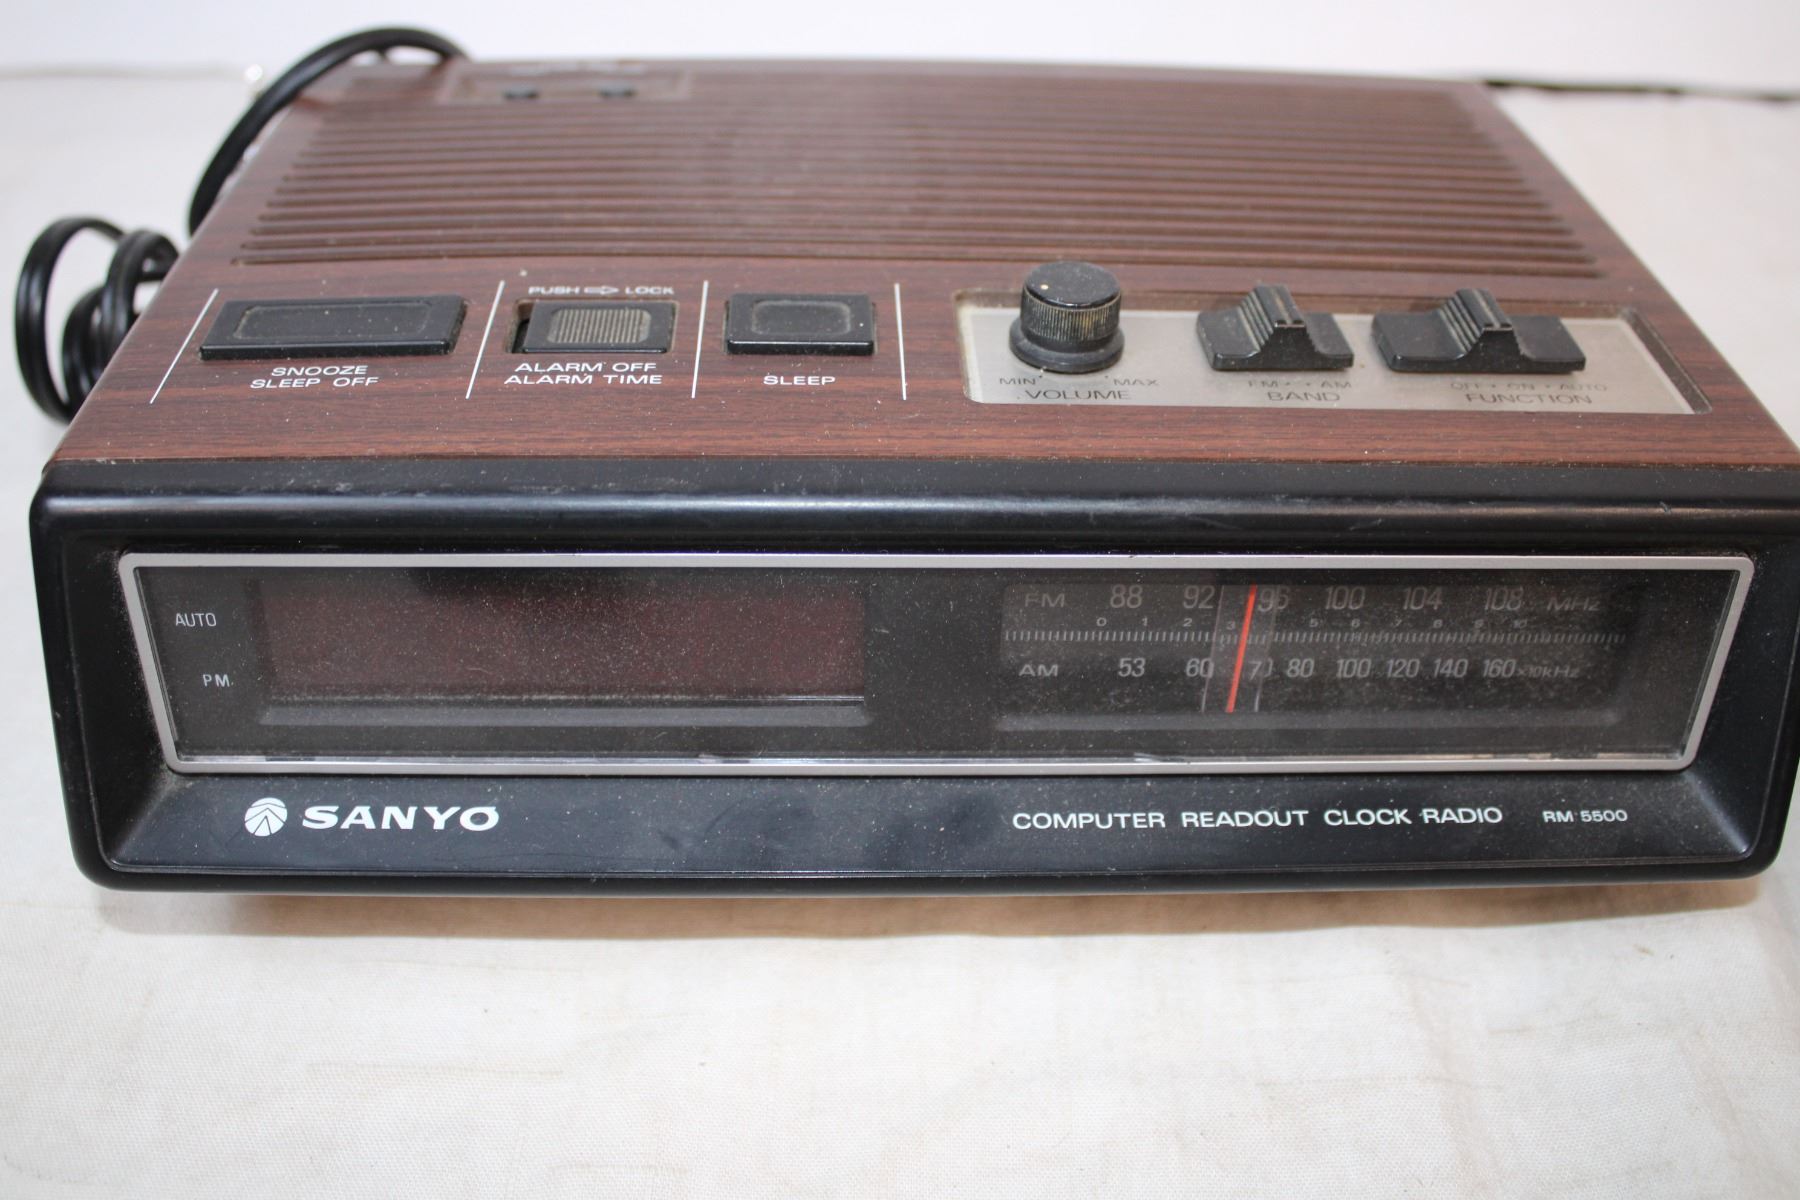 PUSH ⇨ LOCK
SNOOZE
SLEEP OFF
ALARM OFF
ALARM TIME
SLEEP
MIN • • MAX
VOLUME
FM • • AM
BAND
OFF • ON • AUTO
FUNCTION
AUTO
PM
FM 88 92 96 100 104 108 MHz
0 1 2 3 5 6 7 8 9 10
AM 53 60 70 80 100 120 140 160 ×10kHz
SANYO
COMPUTER READOUT CLOCK RADIO RM 5500